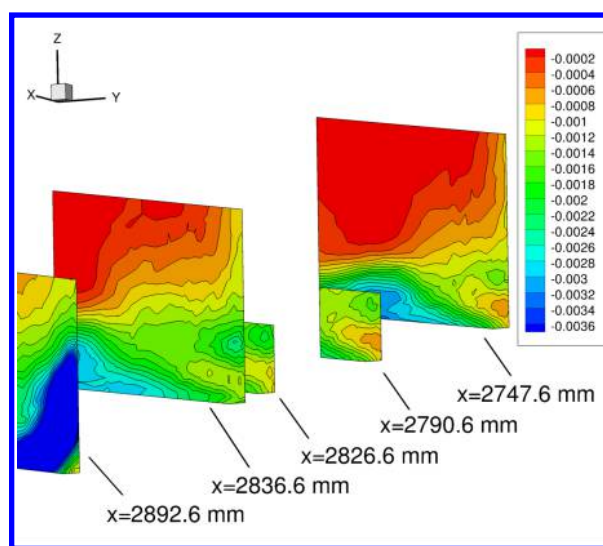 Z
X
Y
-0.0002
-0.0004
-0.0006
-0.0008
-0.001
-0.0012
-0.0014
-0.0016
-0.0018
-0.002
-0.0022
-0.0024
-0.0026
-0.0028
-0.003
-0.0032
-0.0034
-0.0036
x=2747.6 mm
x=2790.6 mm
x=2826.6 mm
x=2836.6 mm
x=2892.6 mm